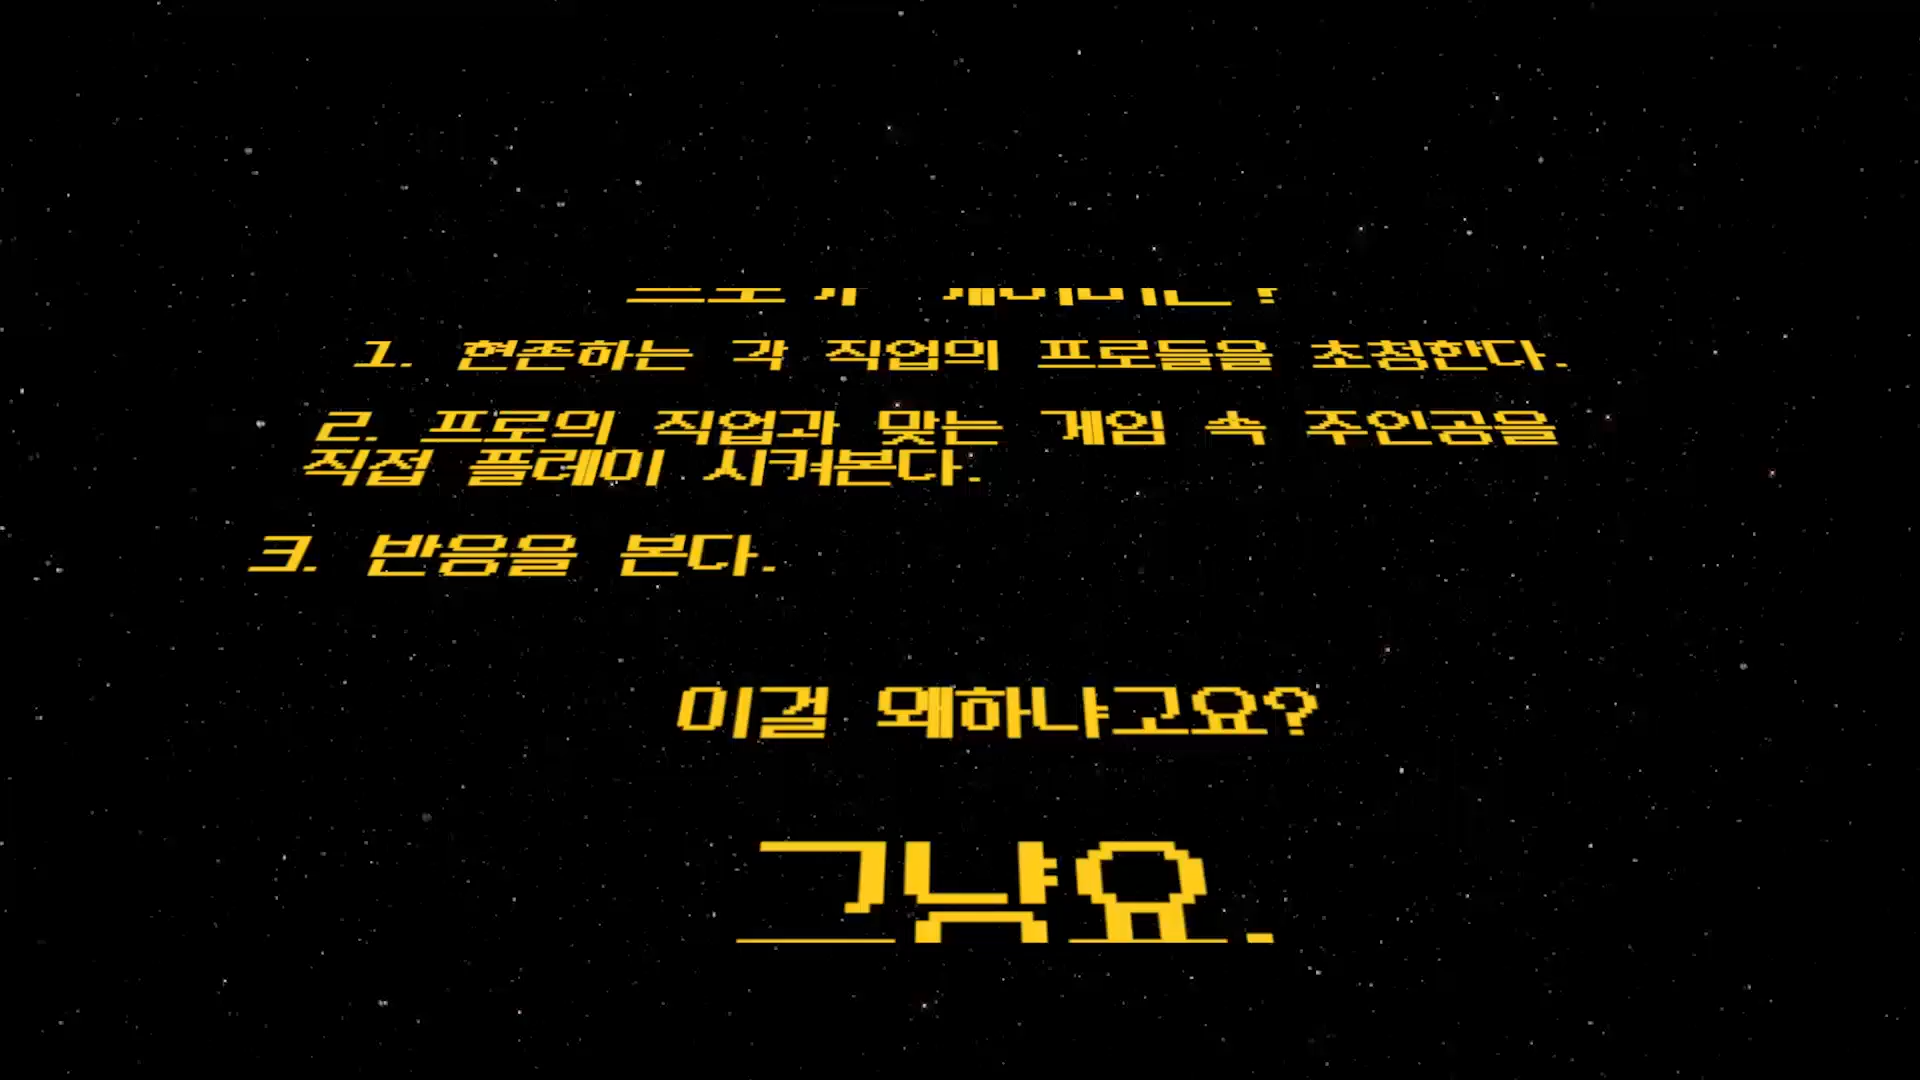 1. 현존하는 각 직업의 프로들을 초청한다.
2. 프로의 직업과 맞는 게임 속 주인공을
직접 플레이 시켜본다.
3. 반응을 본다.
이걸 왜하냐고요?
그냥요.